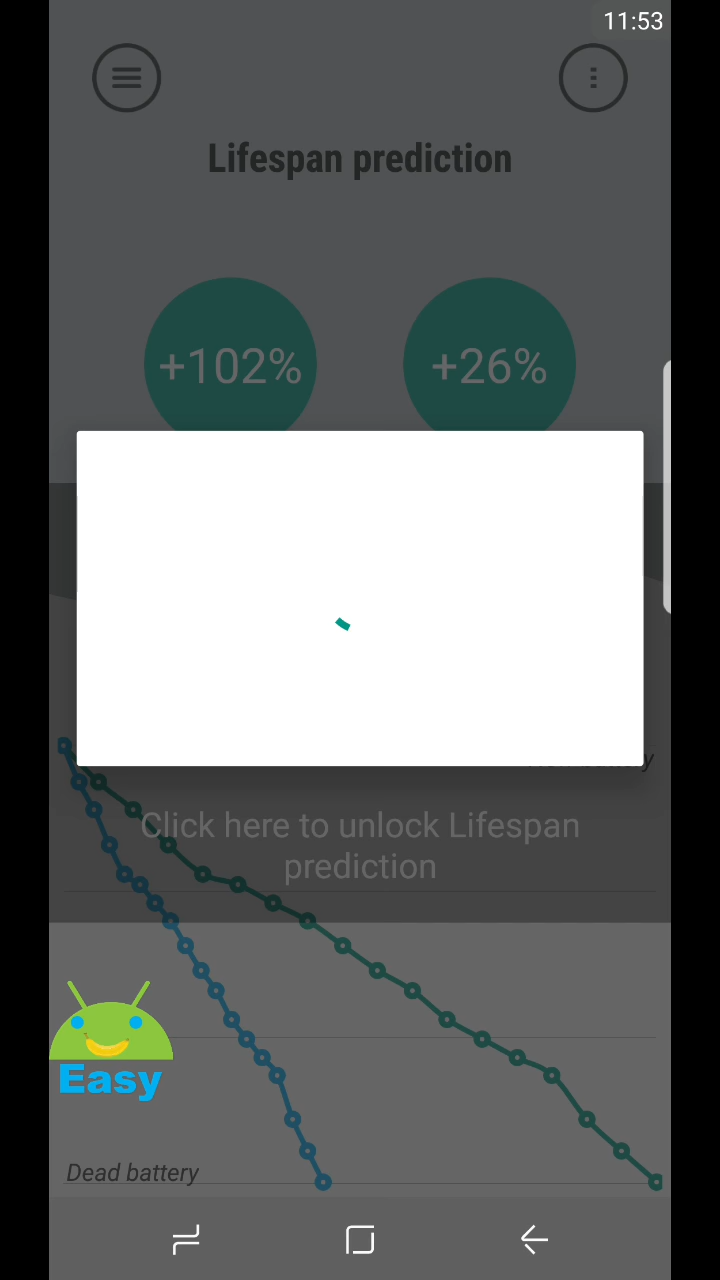 11:53
Lifespan prediction
+102% +26%
Click here to unlock Lifespan
prediction
Easy
Dead battery